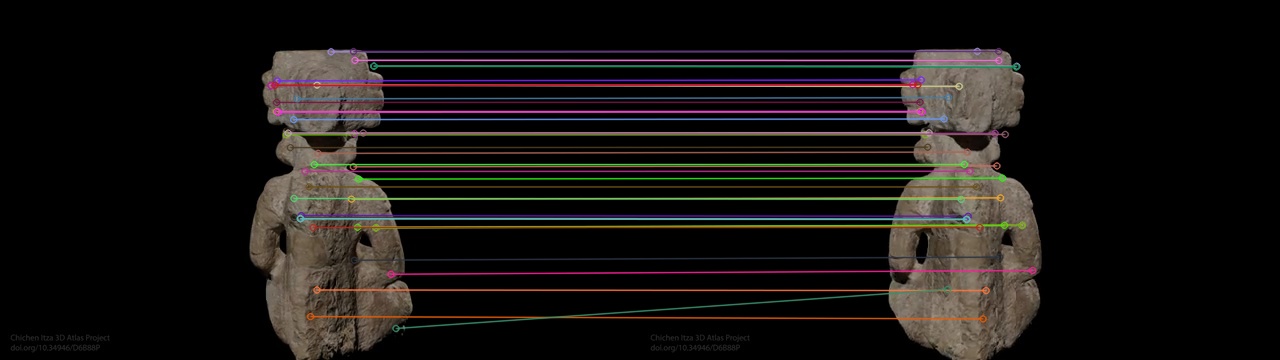 Chichen Itza 3D Atlas Project
doi.org/10.34946/D6B88P
Chichen Itza 3D Atlas Project
doi.org/10.34946/D6B88P